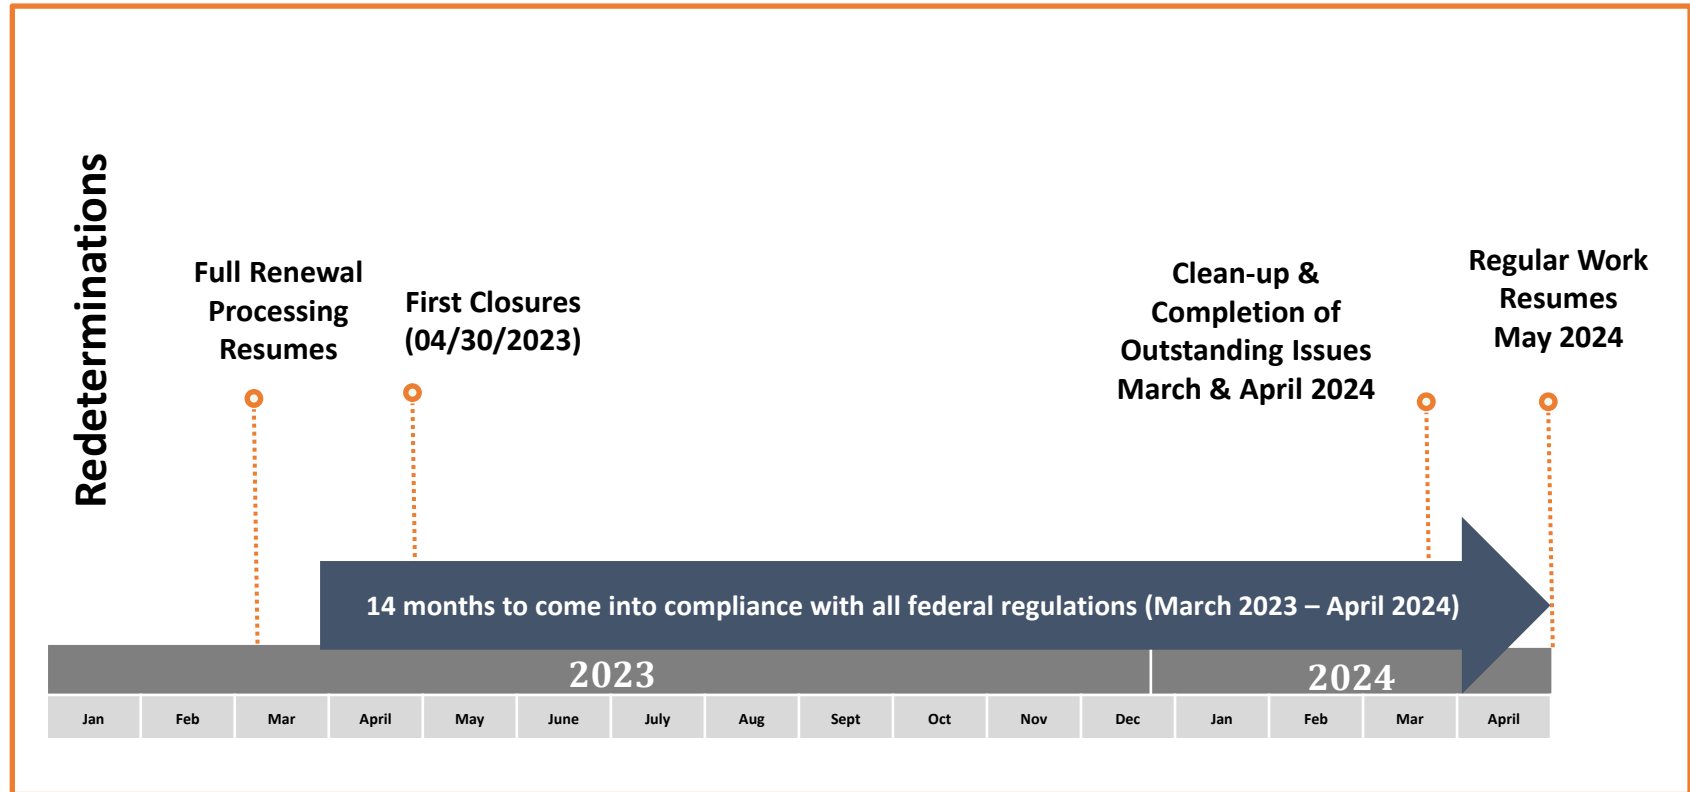 Redeterminations
Full Renewal
Processing
Resumes
First Closures
(04/30/2023)
Clean-up &
Completion of
Outstanding Issues
March & April 2024
Regular Work
Resumes
May 2024
14 months to come into compliance with all federal regulations (March 2023 – April 2024)
2023
2024
Jan Feb Mar April May June July Aug Sept Oct Nov Dec Jan Feb Mar April